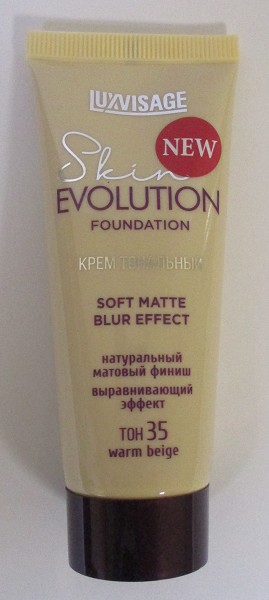 LUXVISAGE
NEW
Skin
EVOLUTION
FOUNDATION
КРЕМ ТОНАЛЬНЫЙ
SOFT MATTE
BLUR EFFECT
натуральный
матовый финиш
выравнивающий
эффект
ТОН 35
warm beige